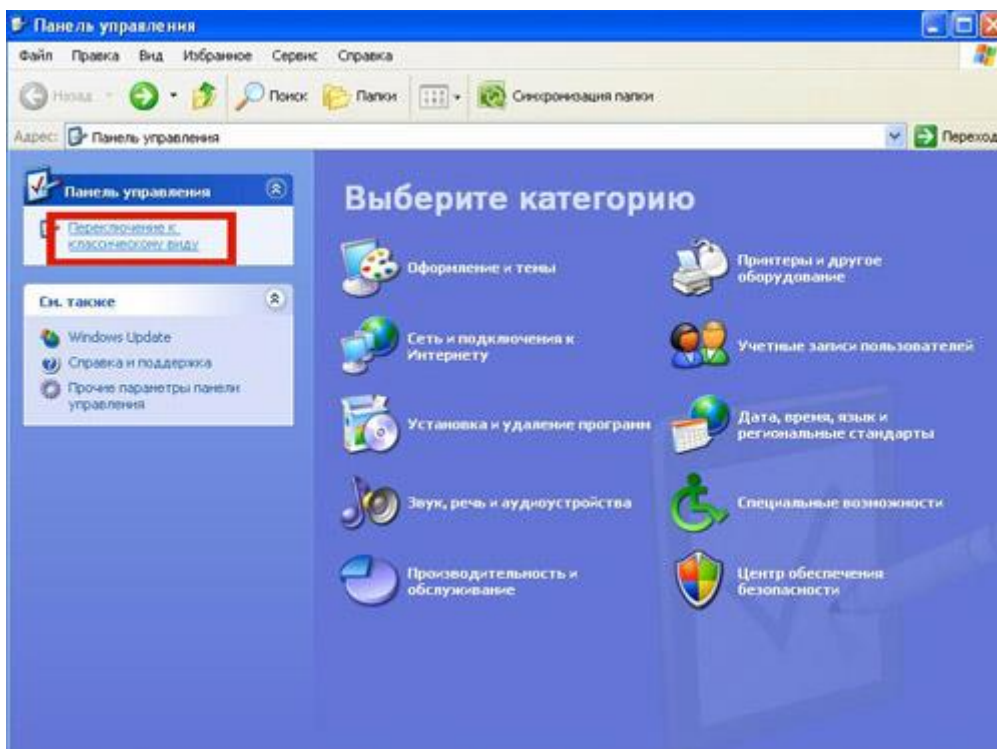 Панель управления
Файл Правка Вид Избранное Сервис Справка
Назад Поиск Папки Синхронизация папки
Адрес: Панель управления Переход
Панель управления
Переключение к
классическому виду
См. также
Windows Update
Справка и поддержка
Прочие параметры панели
управления
Выберите категорию
Оформление и темы
Принтеры и другое
оборудование
Сеть и подключения к
Интернету
Учетные записи пользователей
Установка и удаление программ
Дата, время, язык и
региональные стандарты
Звук, речь и аудиоустройства
Специальные возможности
Производительность и
обслуживание
Центр обеспечения
безопасности